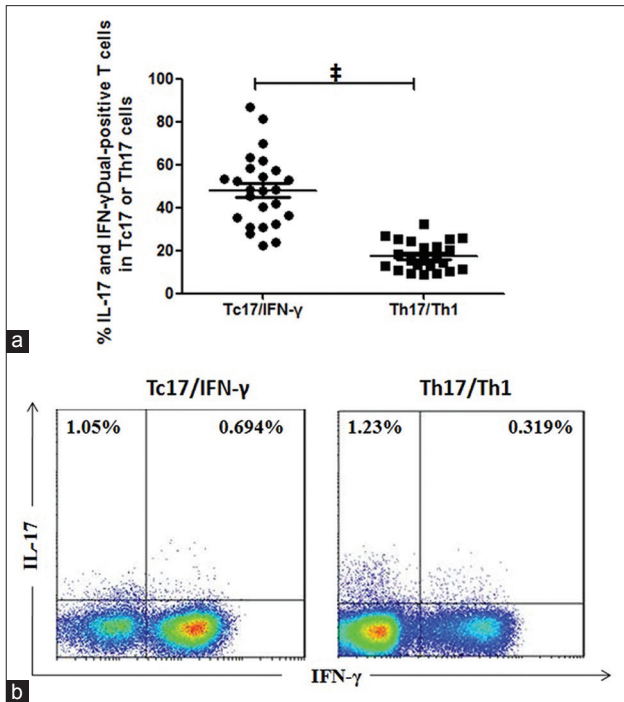 ‡
% IL-17 and IFN-γDual-positive T cells
in Tc17 or Th17 cells
100
80
60
40
20
0
Tc17/IFN-γ Th17/Th1
a
Tc17/IFN-γ Th17/Th1
1.05% 0.694% 1.23% 0.319%
IL-17
IFN-γ
b